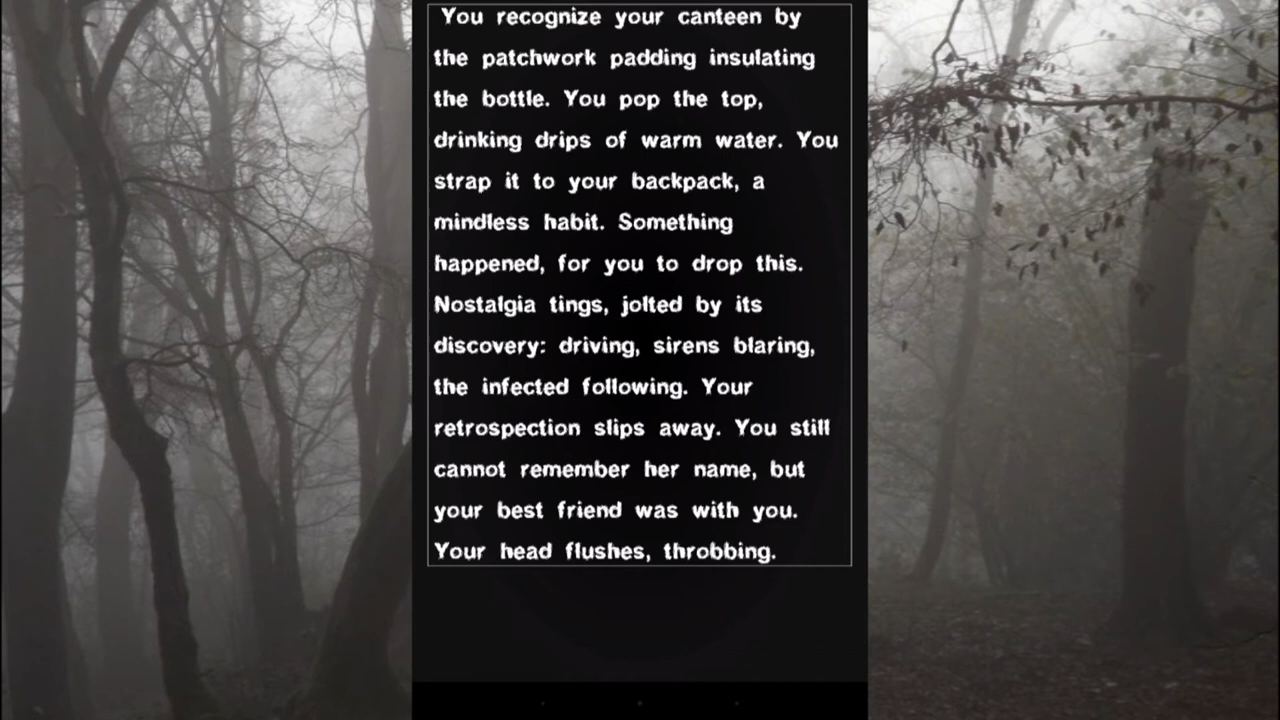 You recognize your canteen by
the patchwork padding insulating
the bottle. You pop the top,
drinking drips of warm water. You
strap it to your backpack, a
mindless habit. Something
happened, for you to drop this.
Nostalgia tings, jolted by its
discovery: driving, sirens blaring,
the infected following. Your
retrospection slips away. You still
cannot remember her name, but
your best friend was with you.
Your head flushes, throbbing.